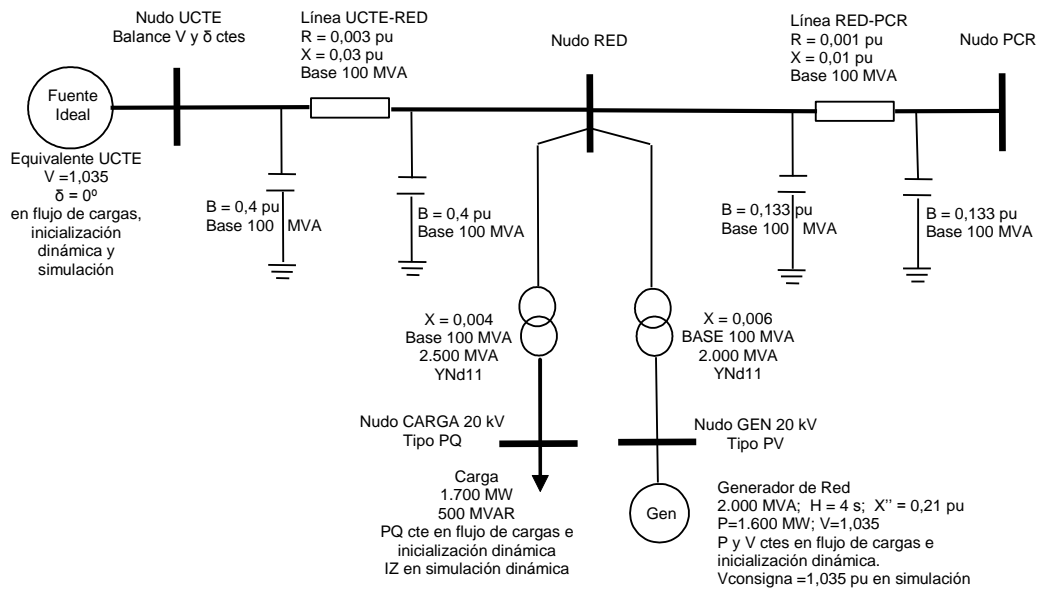 Nudo UCTE
Balance V y δ ctes
Línea UCTE-RED
R = 0,003 pu
X = 0,03 pu
Base 100 MVA
Nudo RED
Línea RED-PCR
R = 0,001 pu
X = 0,01 pu
Base 100 MVA
Nudo PCR
Fuente
Ideal
Equivalente UCTE
V =1,035
δ = 0º
en flujo de cargas,
inicialización
dinámica y
simulación
B = 0,4 pu
Base 100 MVA
B = 0,4 pu
Base 100 MVA
B = 0,133 pu
Base 100 MVA
B = 0,133 pu
Base 100 MVA
X = 0,004
Base 100 MVA
2.500 MVA
YNd11
X = 0,006
BASE 100 MVA
2.000 MVA
YNd11
Nudo CARGA 20 kV
Tipo PQ
Nudo GEN 20 kV
Tipo PV
Carga
1.700 MW
500 MVAR
PQ cte en flujo de cargas e
inicialización dinámica
IZ en simulación dinámica
Gen
Generador de Red
2.000 MVA; H = 4 s; X'' = 0,21 pu
P=1.600 MW; V=1,035
P y V ctes en flujo de cargas e
inicialización dinámica.
Vconsigna =1,035 pu en simulación